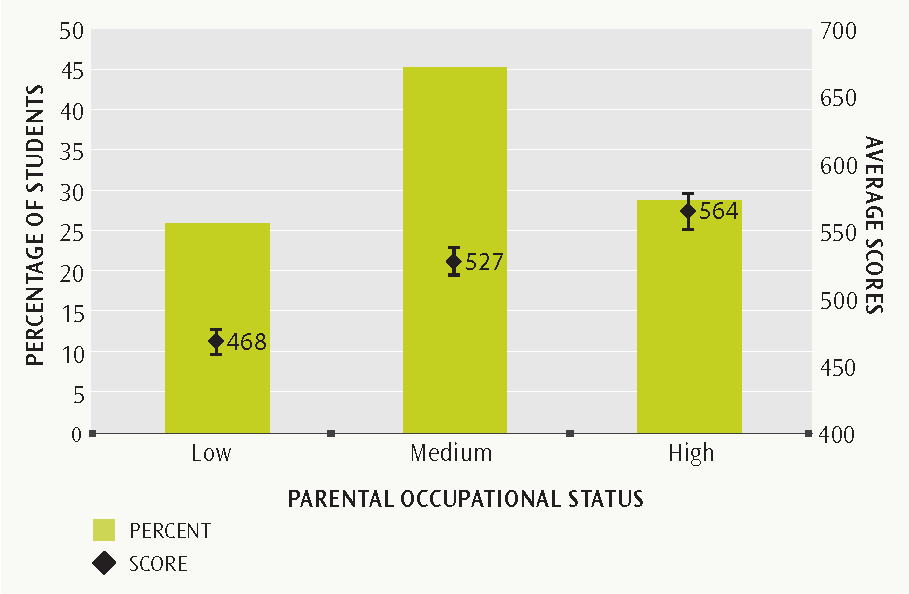 50
45
40
35
30
25
20
15
10
5
0
PERCENTAGE OF STUDENTS
700
650
600
550
500
450
400
AVERAGE SCORES
468
527
564
Low
Medium
High
PARENTAL OCCUPATIONAL STATUS
PERCENT
SCORE